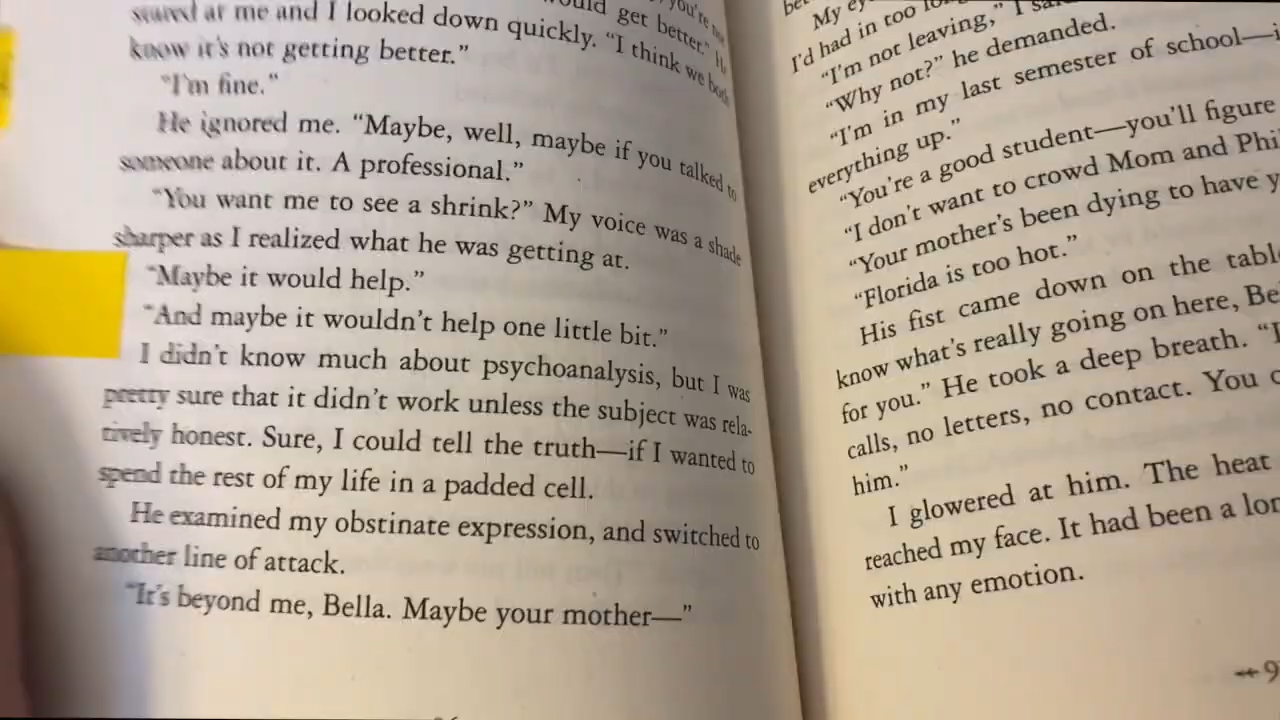 would get better." He
stared at me and I looked down quickly. "I think we both
know it's not getting better."
"I'm fine."
He ignored me. "Maybe, well, maybe if you talked to
someone about it. A professional."
"You want me to see a shrink?" My voice was a shade
sharper as I realized what he was getting at.
"Maybe it would help."
"And maybe it wouldn't help one little bit."
I didn't know much about psychoanalysis, but I was
pretty sure that it didn't work unless the subject was rela-
tively honest. Sure, I could tell the truth—if I wanted to
spend the rest of my life in a padded cell.
He examined my obstinate expression, and switched to
another line of attack.
"It's beyond me, Bella. Maybe your mother—"
My
I'd had in too
"I'm not leaving," I
"Why not?" he demanded.
"I'm in my last semester of school—
everything up."
"You're a good student—you'll figure
"I don't want to crowd Mom and Phi
"Your mother's been dying to have y
"Florida is too hot."
His fist came down on the tabl
know what's really going on here, Be
for you." He took a deep breath. "
calls, no letters, no contact. You
him."
I glowered at him. The heat
reached my face. It had been a lon
with any emotion.
9